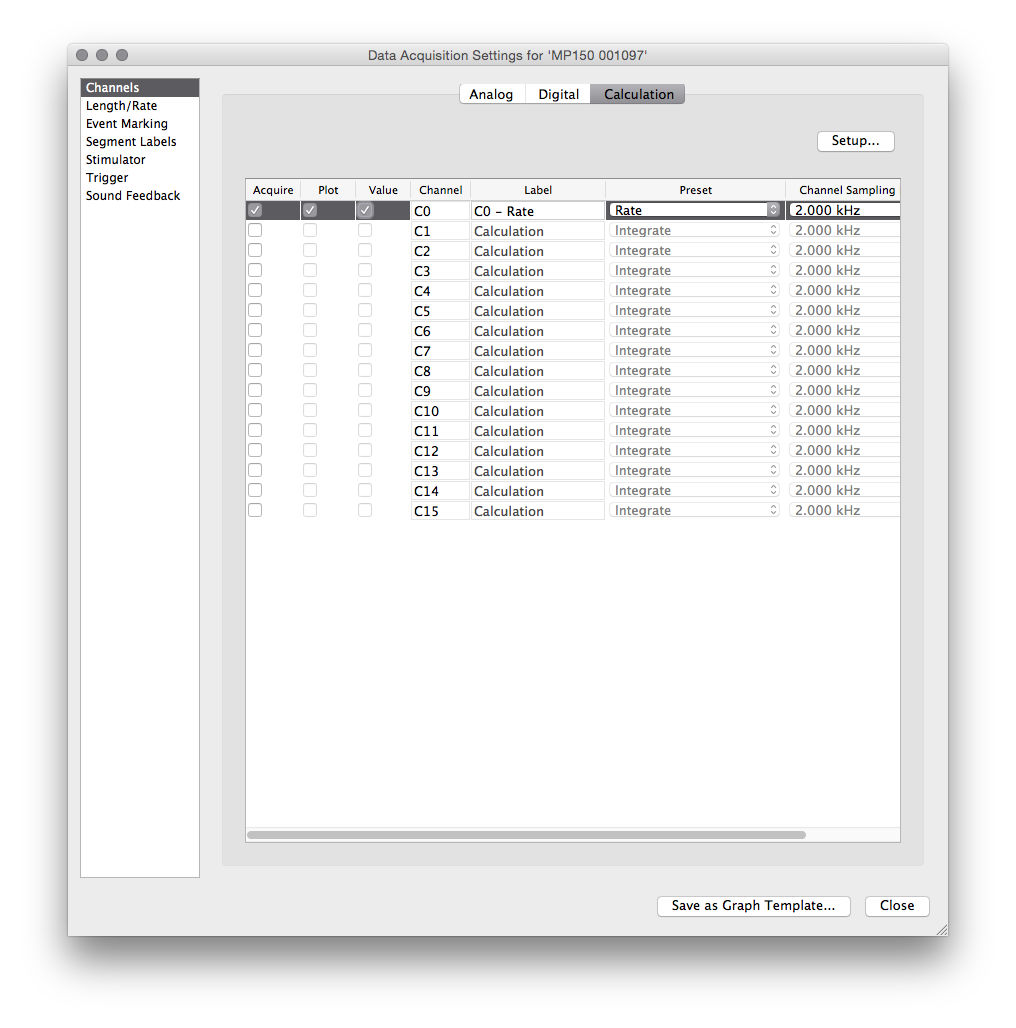 Data Acquisition Settings for 'MP150 001097'
Channels
Length/Rate
Event Marking
Segment Labels
Stimulator
Trigger
Sound Feedback
Analog Digital Calculation
Setup...
Acquire Plot Value Channel Label Preset Channel Sampling
C0 C0 – Rate Rate 2.000 kHz
C1 Calculation Integrate 2.000 kHz
C2 Calculation Integrate 2.000 kHz
C3 Calculation Integrate 2.000 kHz
C4 Calculation Integrate 2.000 kHz
C5 Calculation Integrate 2.000 kHz
C6 Calculation Integrate 2.000 kHz
C7 Calculation Integrate 2.000 kHz
C8 Calculation Integrate 2.000 kHz
C9 Calculation Integrate 2.000 kHz
C10 Calculation Integrate 2.000 kHz
C11 Calculation Integrate 2.000 kHz
C12 Calculation Integrate 2.000 kHz
C13 Calculation Integrate 2.000 kHz
C14 Calculation Integrate 2.000 kHz
C15 Calculation Integrate 2.000 kHz
Save as Graph Template... Close